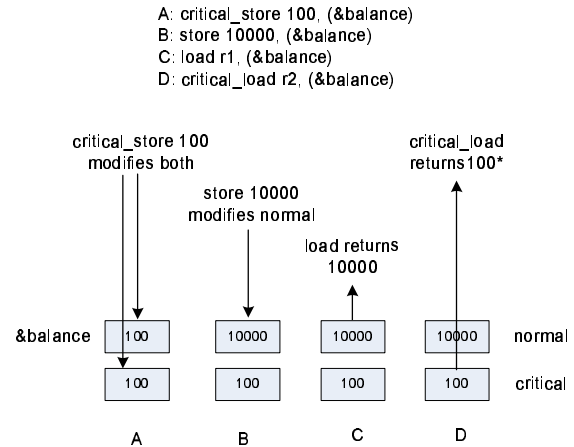 A: critical_store 100, (&balance)
B: store 10000, (&balance)
C: load r1, (&balance)
D: critical_load r2, (&balance)
critical_store 100
modifies both
store 10000
modifies normal
load returns
10000
critical_load
returns100*
&balance
100
10000
10000
10000
normal
100
100
100
100
critical
A
B
C
D